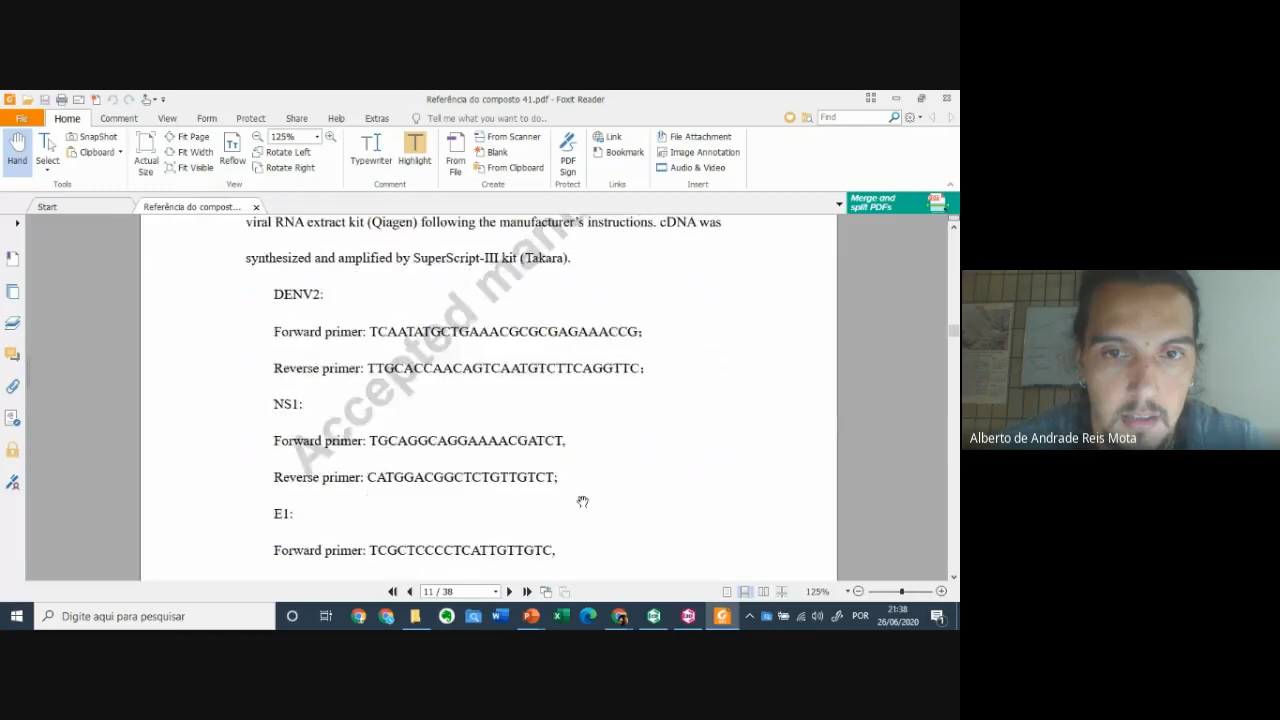 Referência do composto 41.pdf - Foxit Reader
File Home Comment View Form Protect Share Help Extras Tell me what you want to do.. Find
Hand
Select
SnapShot
Clipboard
Tools
Actual Size
Fit Page
Fit Width
Fit Visible
Reflow
125%
Rotate Left
Rotate Right
View
Typewriter
Highlight
Comment
From File
From Scanner
Blank
From Clipboard
Create
PDF Sign
Protect
Link
Bookmark
Links
File Attachment
Image Annotation
Audio & Video
Insert
Start
Referência do compost...
Merge and
split PDFs
viral RNA extract kit (Qiagen) following the manufacturer's instructions. cDNA was
synthesized and amplified by SuperScript-III kit (Takara).
DENV2:
Forward primer: TCAATATGCTGAAACGCGCGAGAAACCG;
Reverse primer: TTGCACCAACAGTCAATGTCTTCAGGTTC;
NS1:
Forward primer: TGCAGGCAGGAAAACGATCT,
Reverse primer: CATGGACGGCTCTGTTGTCT;
E1:
Forward primer: TCGCTCCCCTCATTGTTGTC,
Accepted man
11 / 38
125%
Digite aqui para pesquisar
POR
21:38
26/06/2020
Alberto de Andrade Reis Mota